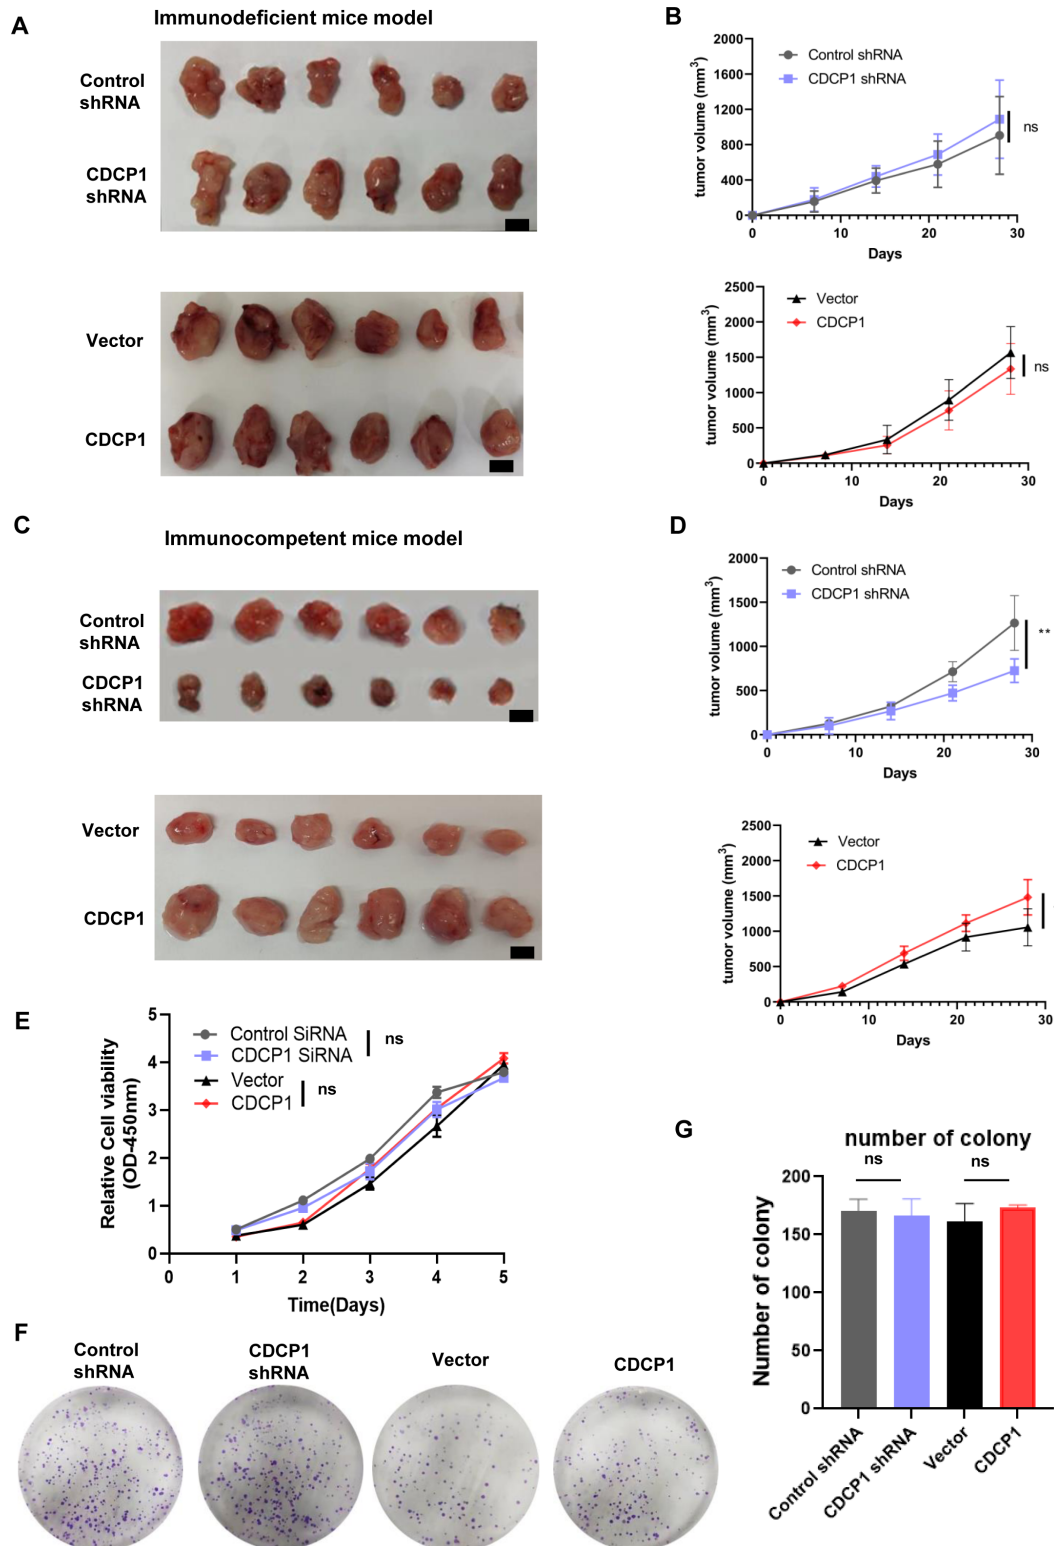 A
Immunodeficient mice model
Control
shRNA
CDCP1
shRNA
Vector
CDCP1
B
2000
1600
1200
800
400
0
tumor volume (mm3)
Control shRNA
CDCP1 shRNA
ns
0
10
20
30
Days
2500
2000
1500
1000
500
0
tumor volume (mm3)
Vector
CDCP1
ns
0
10
20
30
Days
C
Immunocompetent mice model
Control
shRNA
CDCP1
shRNA
Vector
CDCP1
D
2000
1500
1000
500
0
tumor volume (mm3)
Control shRNA
CDCP1 shRNA
**
0
10
20
30
Days
2500
2000
1500
1000
500
0
tumor volume (mm3)
Vector
CDCP1
0
10
20
30
Days
E
5
4
3
2
1
0
Relative Cell viability
(OD-450nm)
Control SiRNA
CDCP1 SiRNA
ns
Vector
CDCP1
ns
0
1
2
3
4
5
Time(Days)
F
Control
shRNA
CDCP1
shRNA
Vector
CDCP1
G
number of colony
ns
ns
200
150
100
50
0
Number of colony
Control shRNA
CDCP1 shRNA
Vector
CDCP1